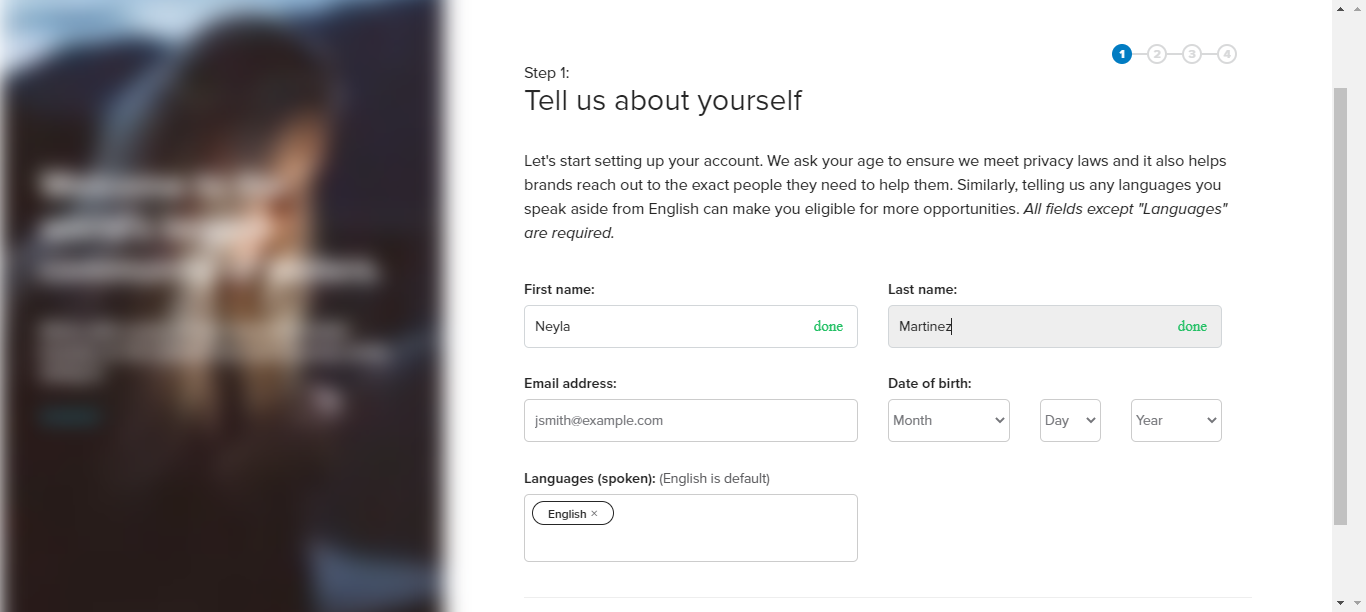 1 2 3 4
Step 1:
Tell us about yourself
Let's start setting up your account. We ask your age to ensure we meet privacy laws and it also helps
brands reach out to the exact people they need to help them. Similarly, telling us any languages you
speak aside from English can make you eligible for more opportunities. All fields except "Languages"
are required.
First name: Last name:
Neyla done Martinez done
Email address: Date of birth:
jsmith@example.com Month Day Year
Languages (spoken): (English is default)
English ×